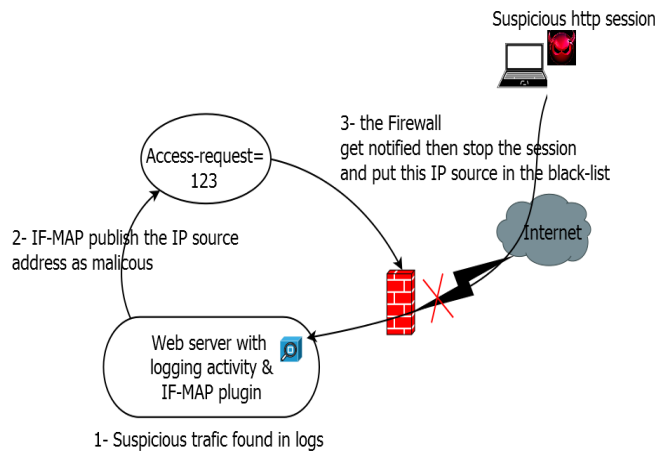 Suspicious http session
3- the Firewall
get notified then stop the session
and put this IP source in the black-list
Access-request=
123
Internet
2- IF-MAP publish the IP source
address as malicous
Web server with
logging activity &
IF-MAP plugin
1- Suspicious trafic found in logs